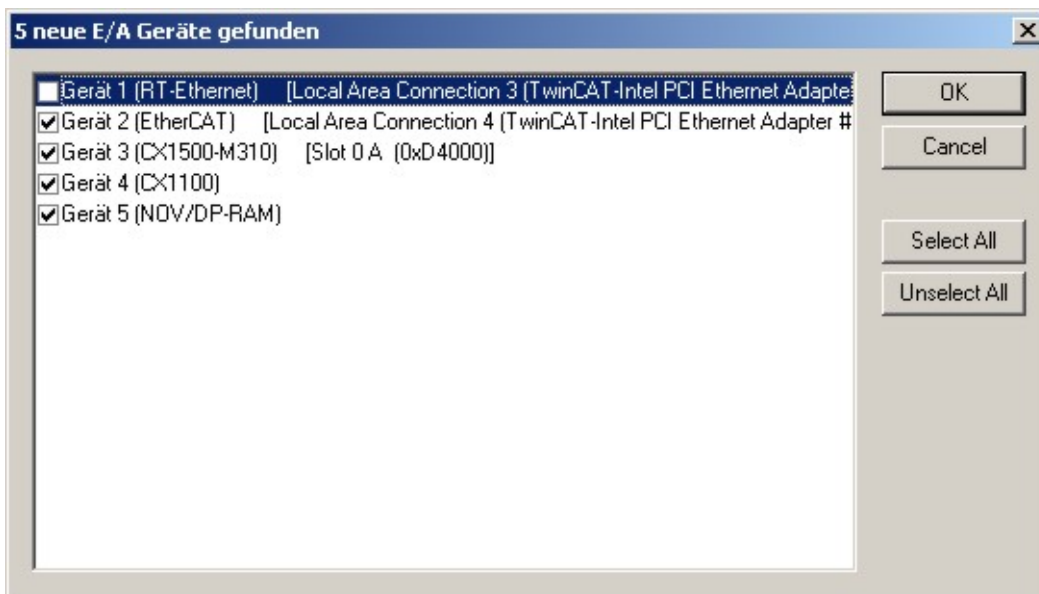 5 neue E/A Geräte gefunden
Gerät 1 (RT-Ethernet) [Local Area Connection 3 (TwinCAT-Intel PCI Ethernet Adapte
Gerät 2 (EtherCAT) [Local Area Connection 4 (TwinCAT-Intel PCI Ethernet Adapter #
Gerät 3 (CX1500-M310) [Slot 0 A (0xD4000)]
Gerät 4 (CX1100)
Gerät 5 (NOV/DP-RAM)
OK
Cancel
Select All
Unselect All